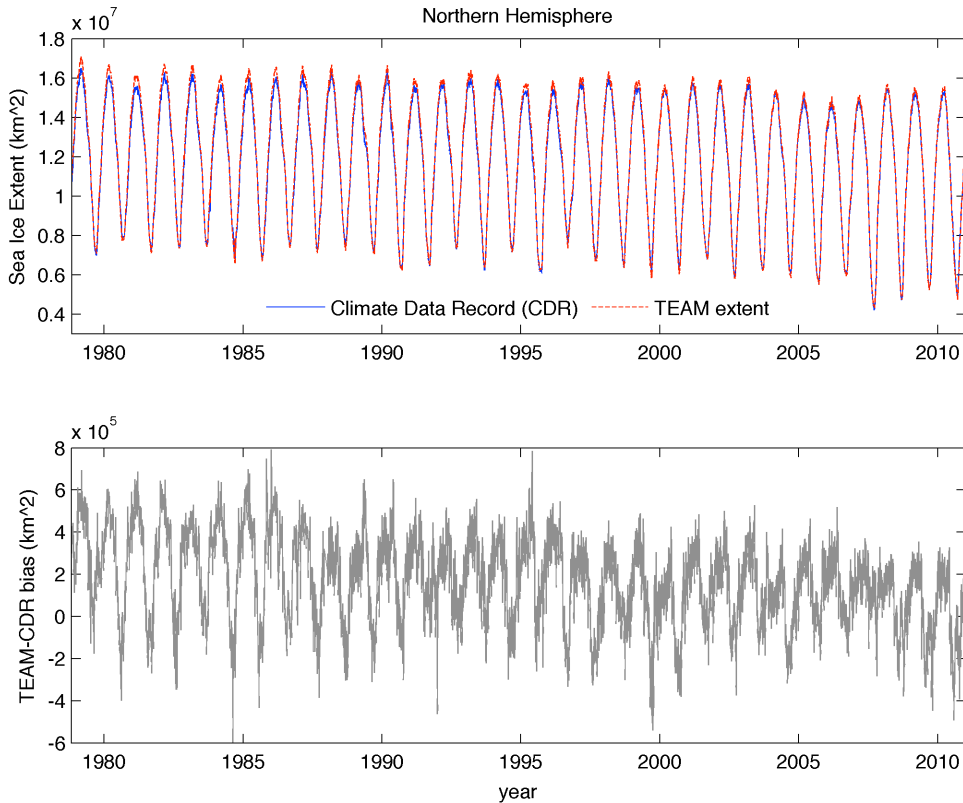 Northern Hemisphere
x 10^7
Sea Ice Extent (km^2)
1.8
1.6
1.4
1.2
1
0.8
0.6
0.4
Climate Data Record (CDR)
TEAM extent
1980 1985 1990 1995 2000 2005 2010
x 10^5
TEAM-CDR bias (km^2)
8
6
4
2
0
-2
-4
-6
1980 1985 1990 1995 2000 2005 2010
year